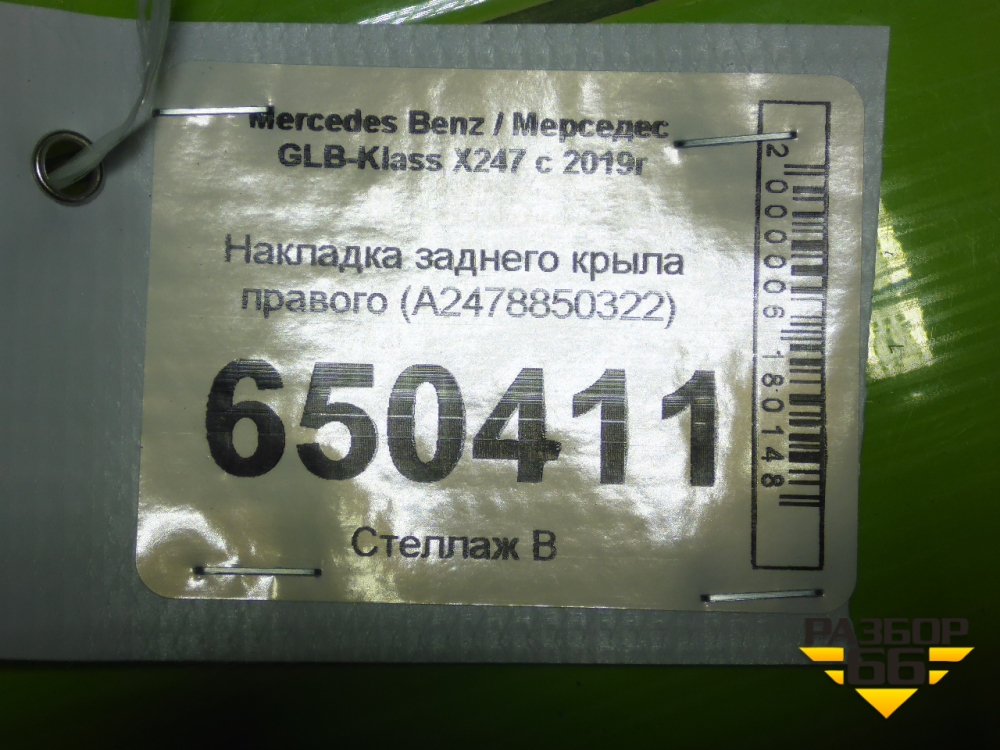 Mercedes Benz / Мерседес
GLB-Klass X247 с 2019г
Накладка заднего крыла
правого (A2478850322)
650411
Стеллаж В
2000006180148
РАЗБОР
66